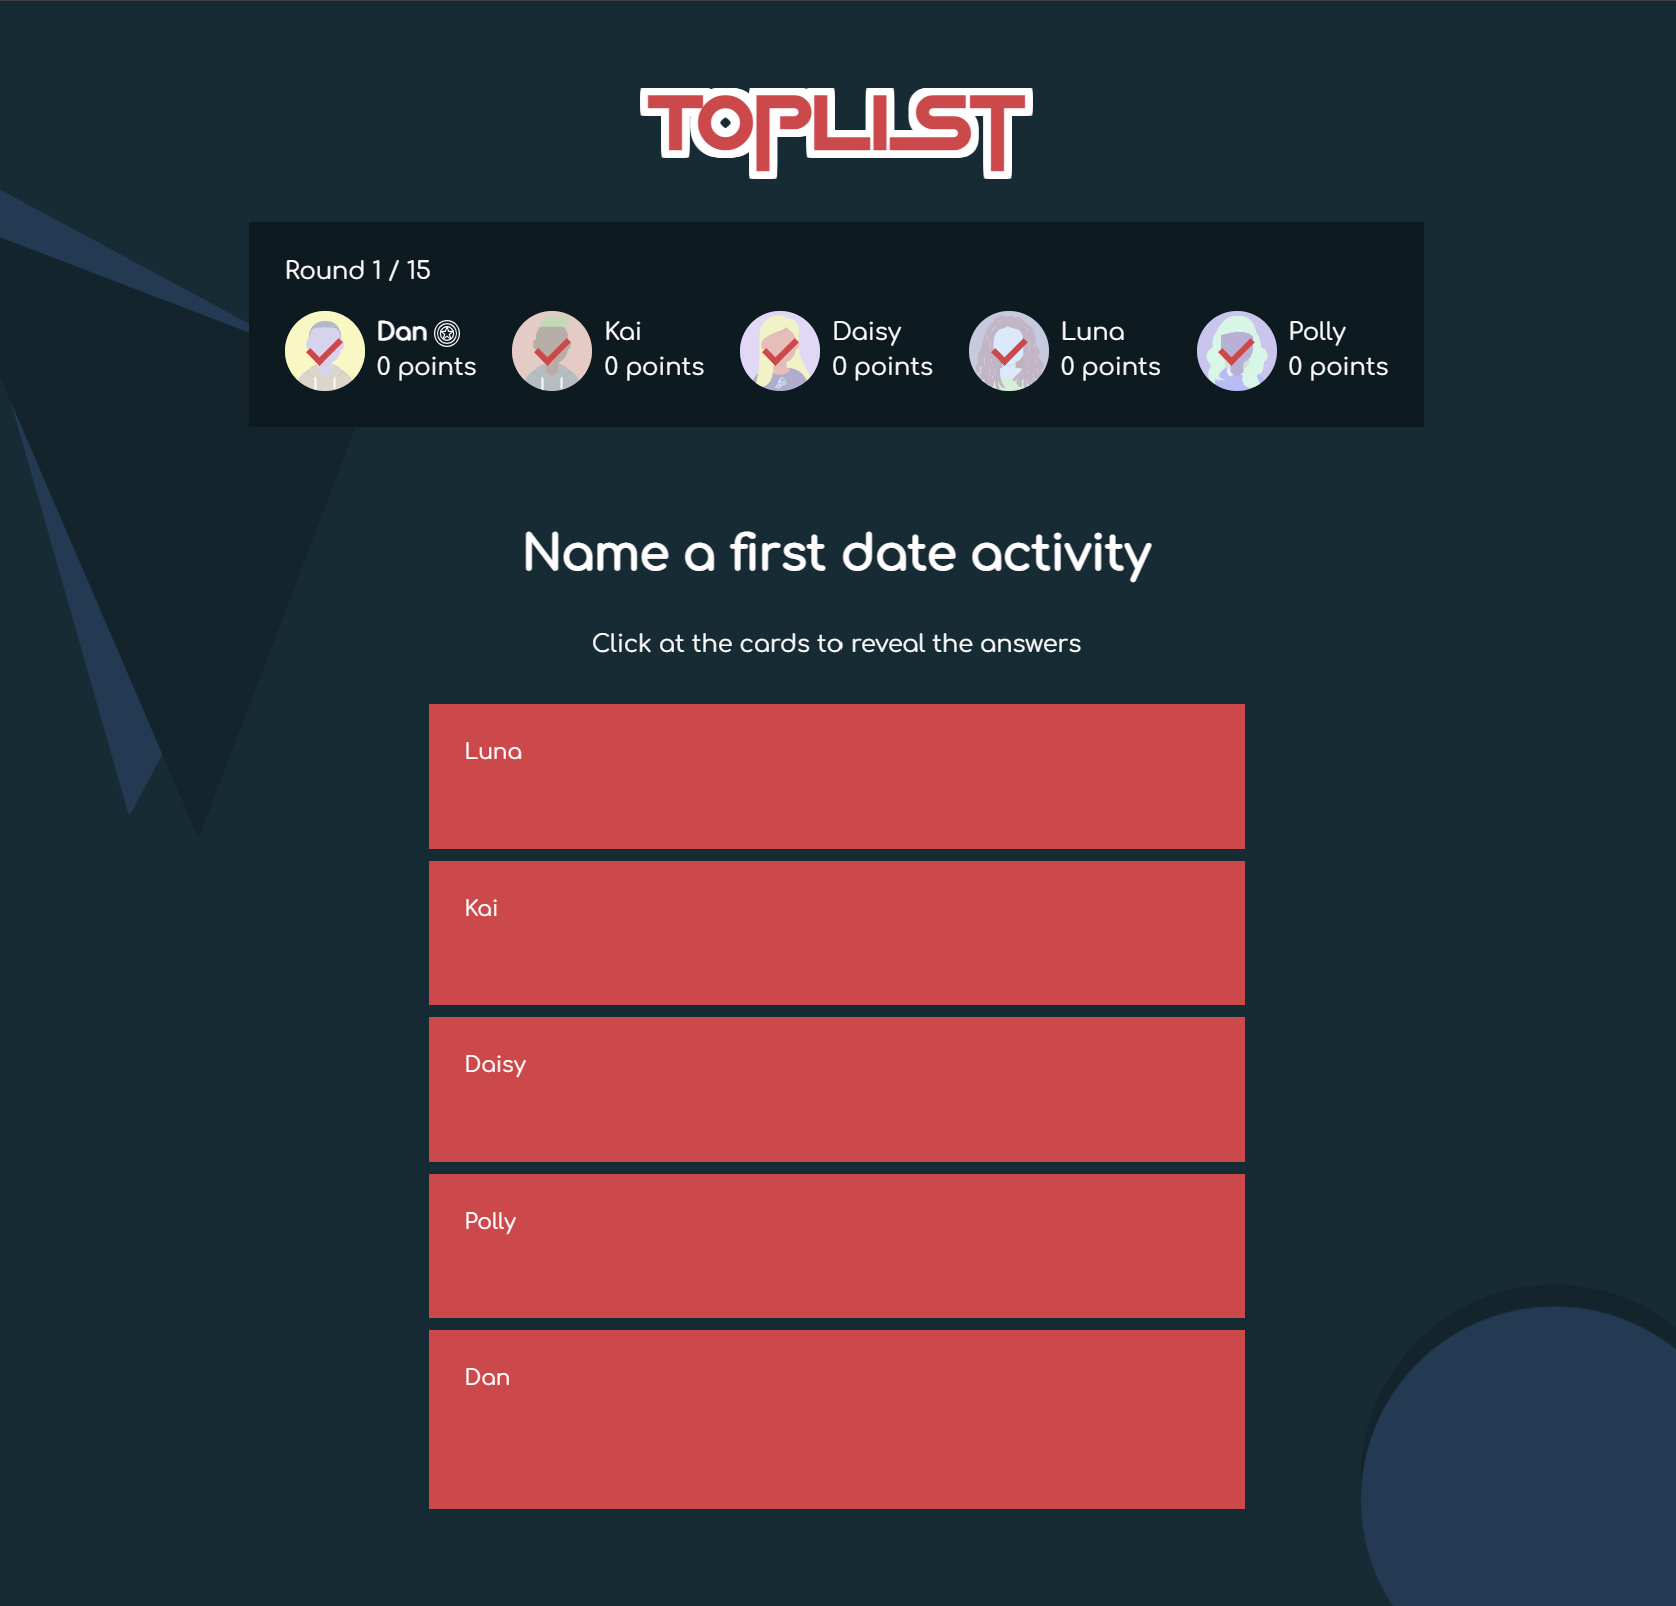 TOPLIST
Round 1 / 15
Dan
0 points
Kai
0 points
Daisy
0 points
Luna
0 points
Polly
0 points
Name a first date activity
Click at the cards to reveal the answers
Luna
Kai
Daisy
Polly
Dan